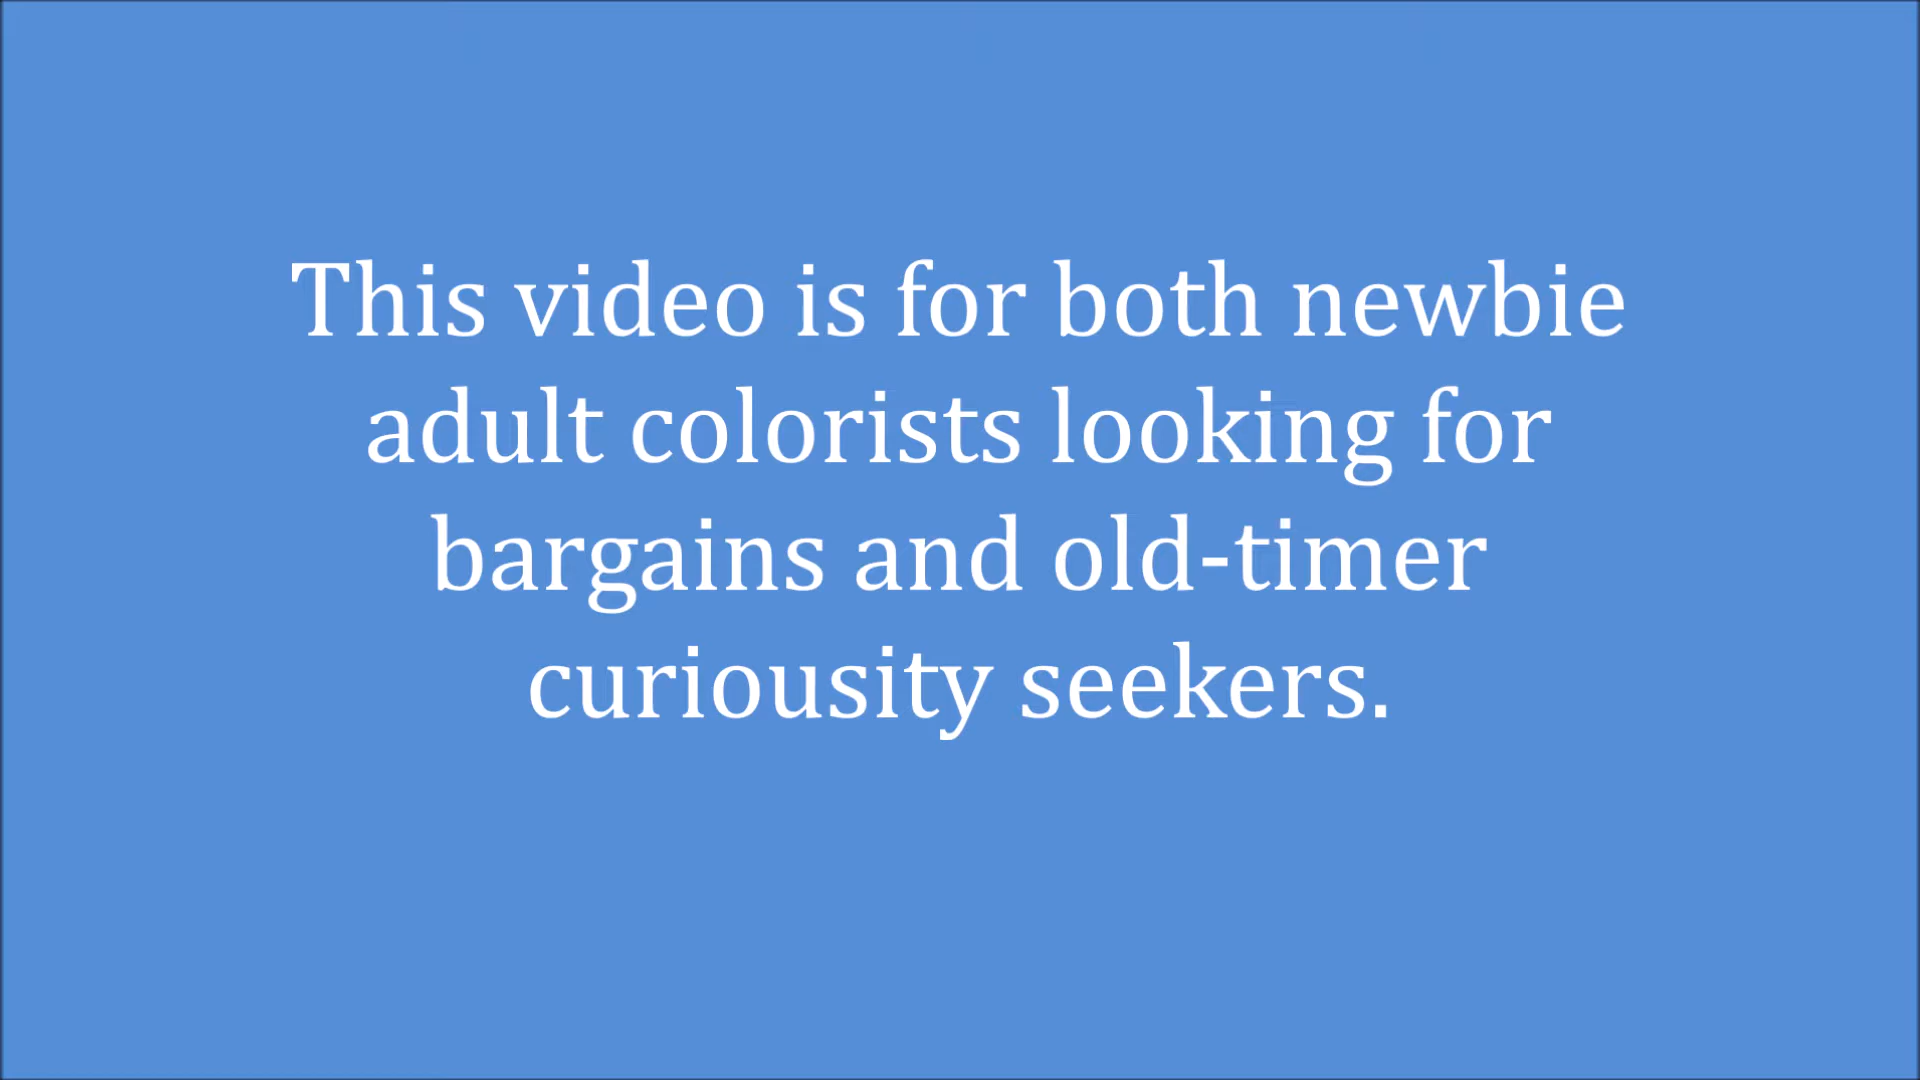 This video is for both newbie
adult colorists looking for
bargains and old-timer
curiousity seekers.